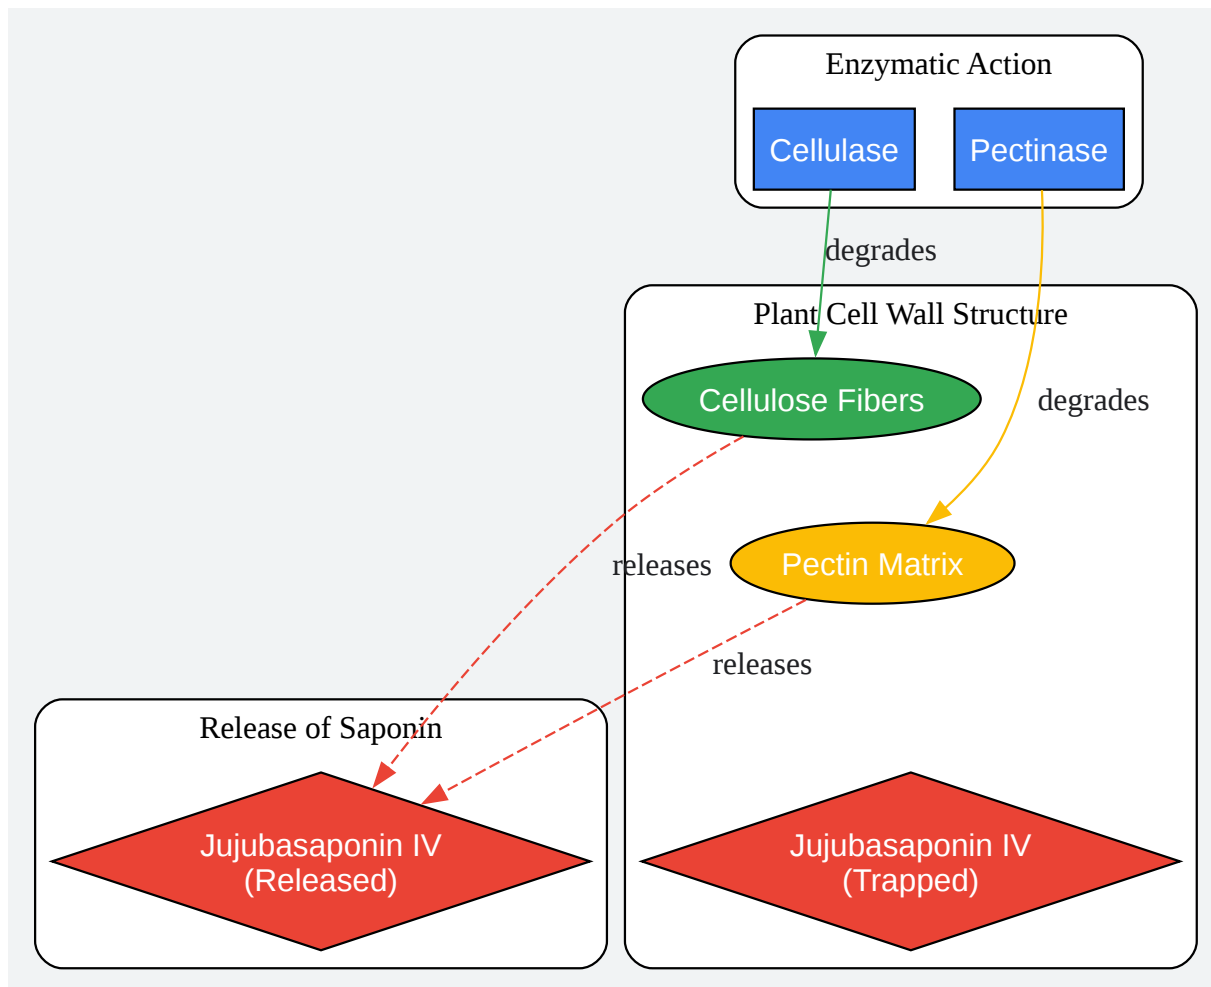 Enzymatic Action
Cellulase
Pectinase
degrades
Plant Cell Wall Structure
Cellulose Fibers
degrades
releases
Pectin Matrix
releases
Release of Saponin
Jujubasaponin IV
(Released)
Jujubasaponin IV
(Trapped)